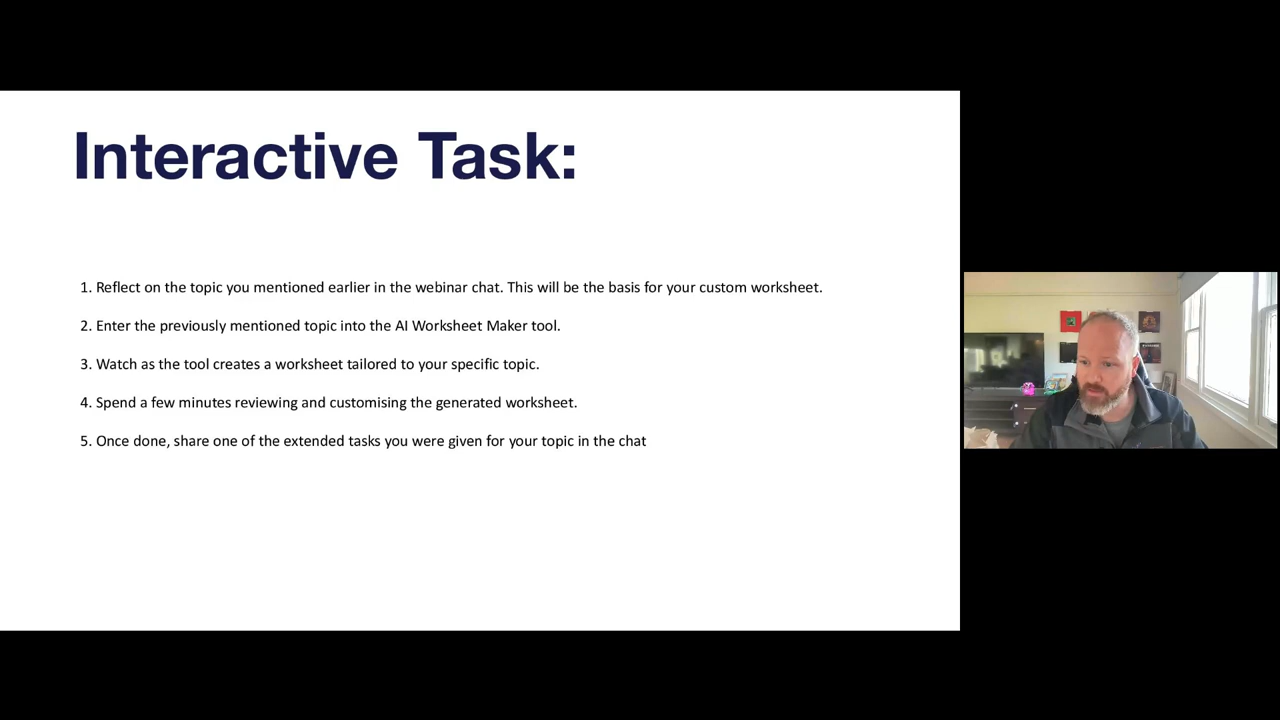 Interactive Task:
1. Reflect on the topic you mentioned earlier in the webinar chat. This will be the basis for your custom worksheet.
2. Enter the previously mentioned topic into the AI Worksheet Maker tool.
3. Watch as the tool creates a worksheet tailored to your specific topic.
4. Spend a few minutes reviewing and customising the generated worksheet.
5. Once done, share one of the extended tasks you were given for your topic in the chat